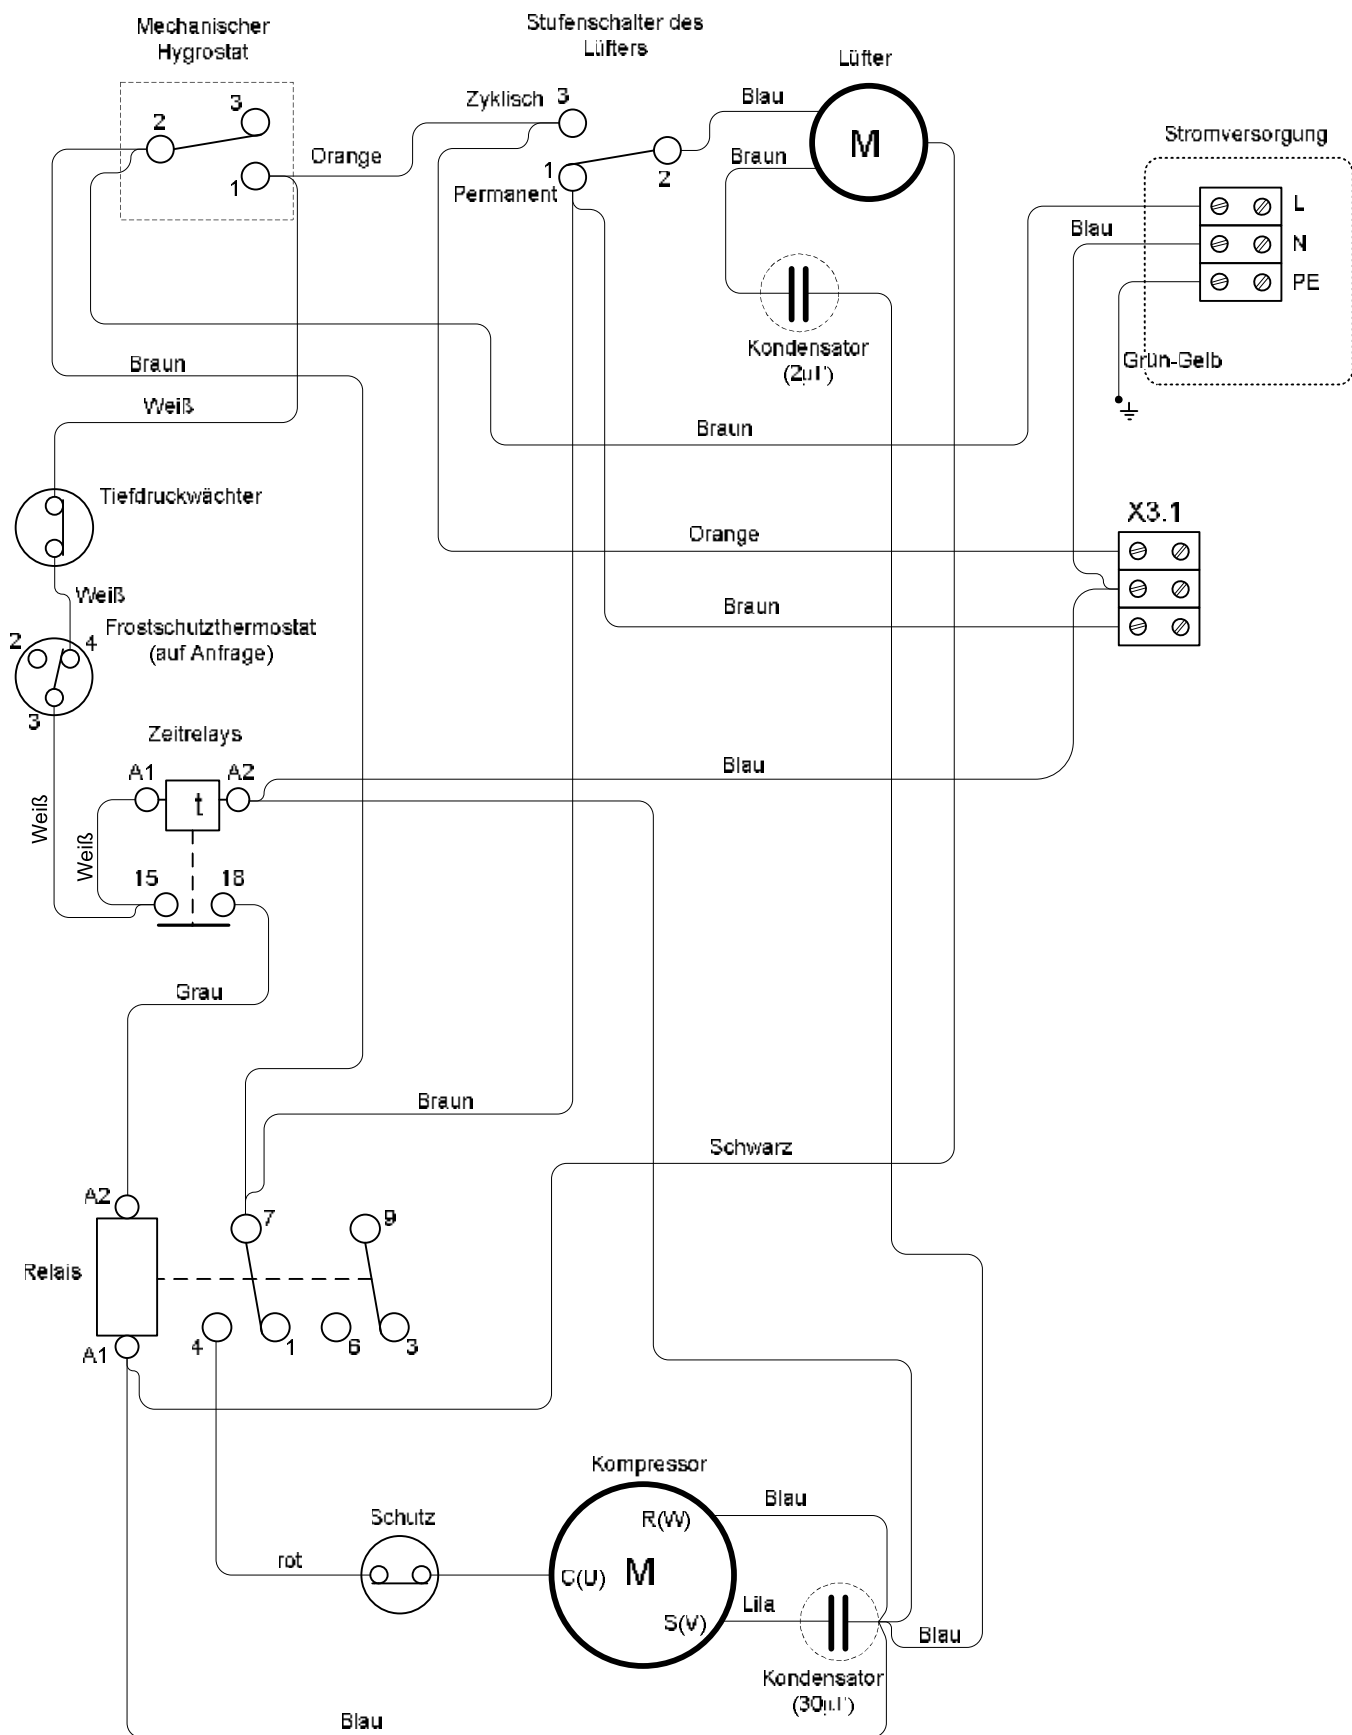 Mechanischer
Hygrostat
Stufenschalter des
Lüfters
Lüfter
Zyklisch
3
Blau
3
2
Orange
1
1
2
Permanent
Braun
M
Stromversorgung
L
Blau
N
PE
Grün-Gelb
Kondensator
Braun
Weiß
Braun
Tiefdruckwächter
X3.1
Orange
Weiß
Braun
2
4
Frostschutzthermostat
(auf Anfrage)
3
Zeitrelays
A1
A2
t
Blau
Weiß
Weiß
15
18
Grau
Braun
Schwarz
A2
7
9
Relais
A1
4
1
6
3
Kompressor
Schutz
R(W)
Blau
rot
C(U)
M
Lila
S(V)
Blau
Kondensator
Blau